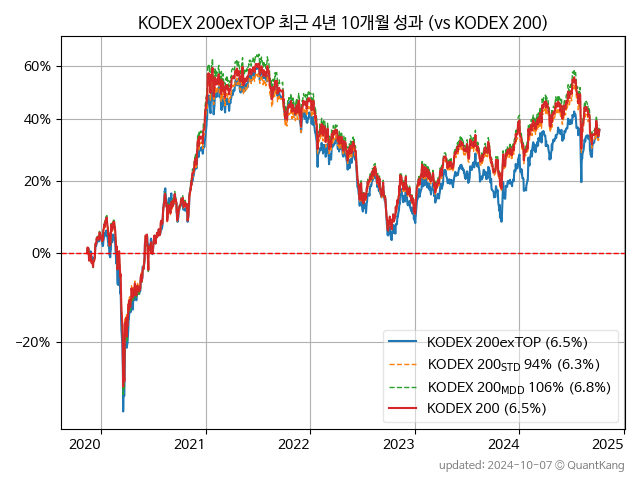 KODEX 200exTOP 최근 4년 10개월 성과 (vs KODEX 200)
60%
40%
20%
0%
−20%
KODEX 200exTOP (6.5%)
KODEX 200STD 94% (6.3%)
KODEX 200MDD 106% (6.8%)
KODEX 200 (6.5%)
2020 2021 2022 2023 2024 2025
updated: 2024-10-07 © QuantKang